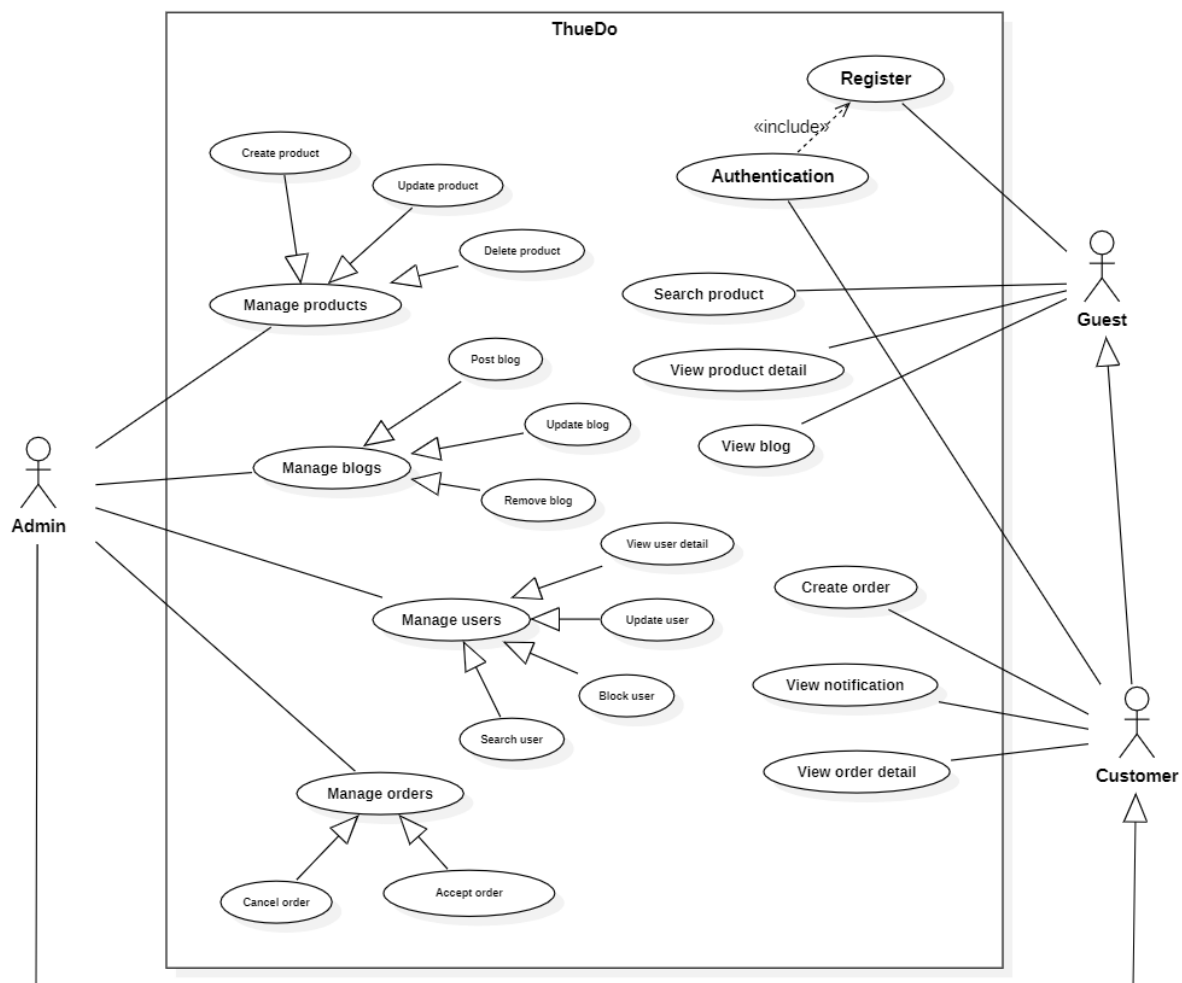 ThueDo
Register
«include»
Create product
Authentication
Update product
Delete product
Search product
Manage products
Guest
Post blog
View product detail
Update blog
View blog
Manage blogs
Remove blog
Admin
View user detail
Create order
Manage users
Update user
View notification
Block user
Search user
View order detail
Customer
Manage orders
Cancel order
Accept order